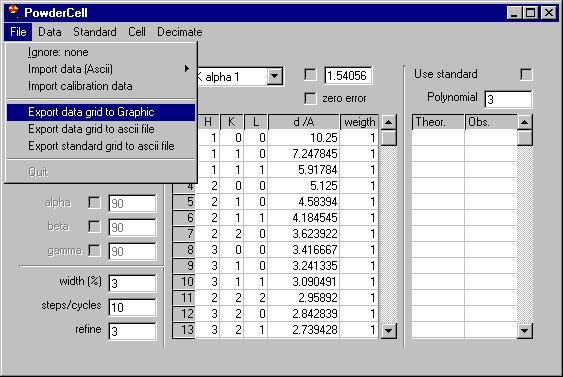 PowderCell
File Data Standard Cell Decimate
Ignore: none
Import data (Ascii)
Import calibration data
Export data grid to Graphic
Export data grid to ascii file
Export standard grid to ascii file
Quit
K alpha 1 1.54056
zero error
Use standard
Polynomial 3
H K L d /A weigth
1 0 0 10.25 1
1 1 0 7.247845 1
1 1 1 5.91784 1
4 2 0 0 5.125 1
5 2 1 0 4.58394 1
6 2 1 1 4.184545 1
7 2 2 0 3.623922 1
8 3 0 0 3.416667 1
9 3 1 0 3.241335 1
10 3 1 1 3.090491 1
11 2 2 2 2.95892 1
12 3 2 0 2.842839 1
13 3 2 1 2.739428 1
Theor. Obs.
alpha 90
beta 90
gamma 90
width (%) 3
steps/cycles 10
refine 3